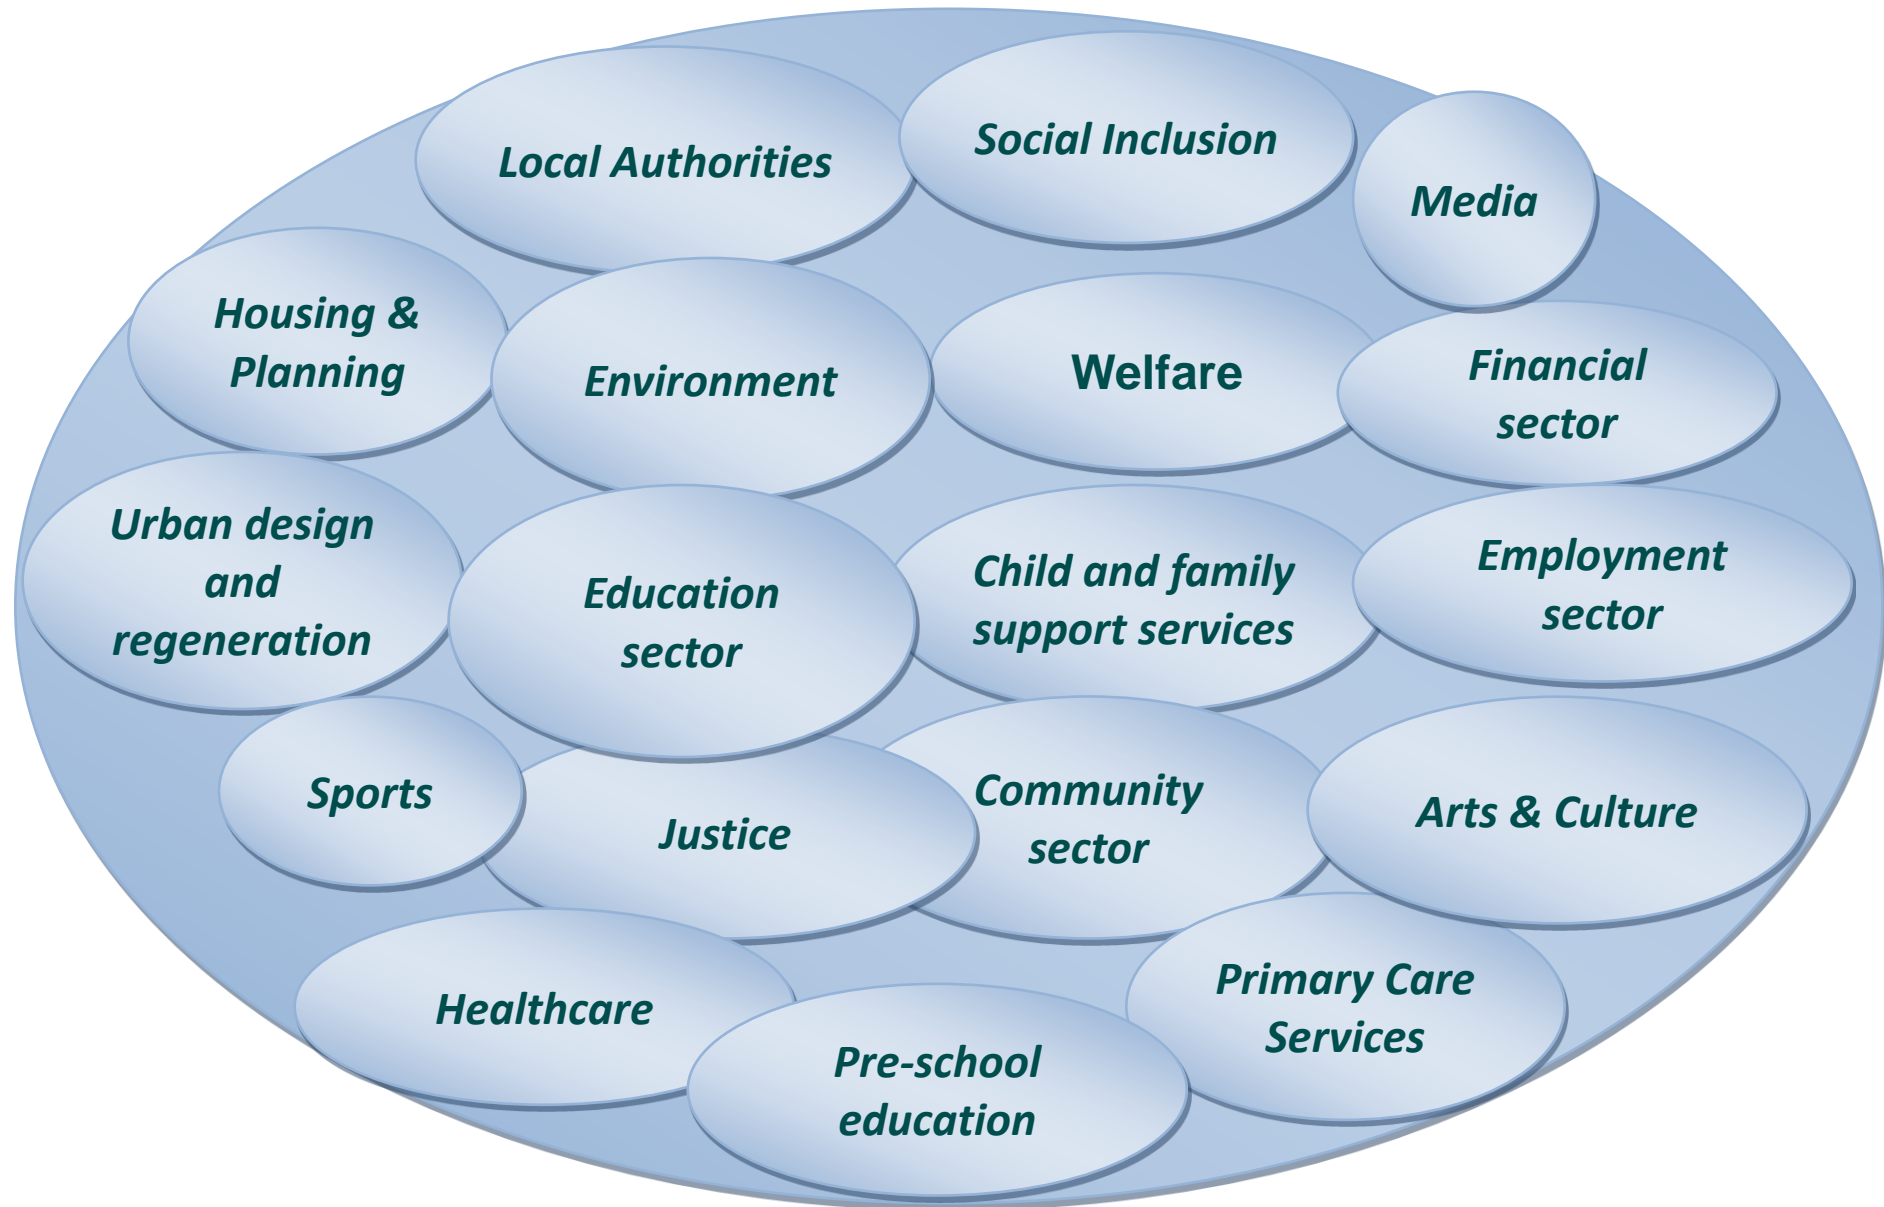 Local Authorities
Social Inclusion
Media
Housing &
Planning
Environment
Welfare
Financial
sector
Urban design
and
regeneration
Education
sector
Child and family
support services
Employment
sector
Sports
Justice
Community
sector
Arts & Culture
Healthcare
Pre-school
education
Primary Care
Services